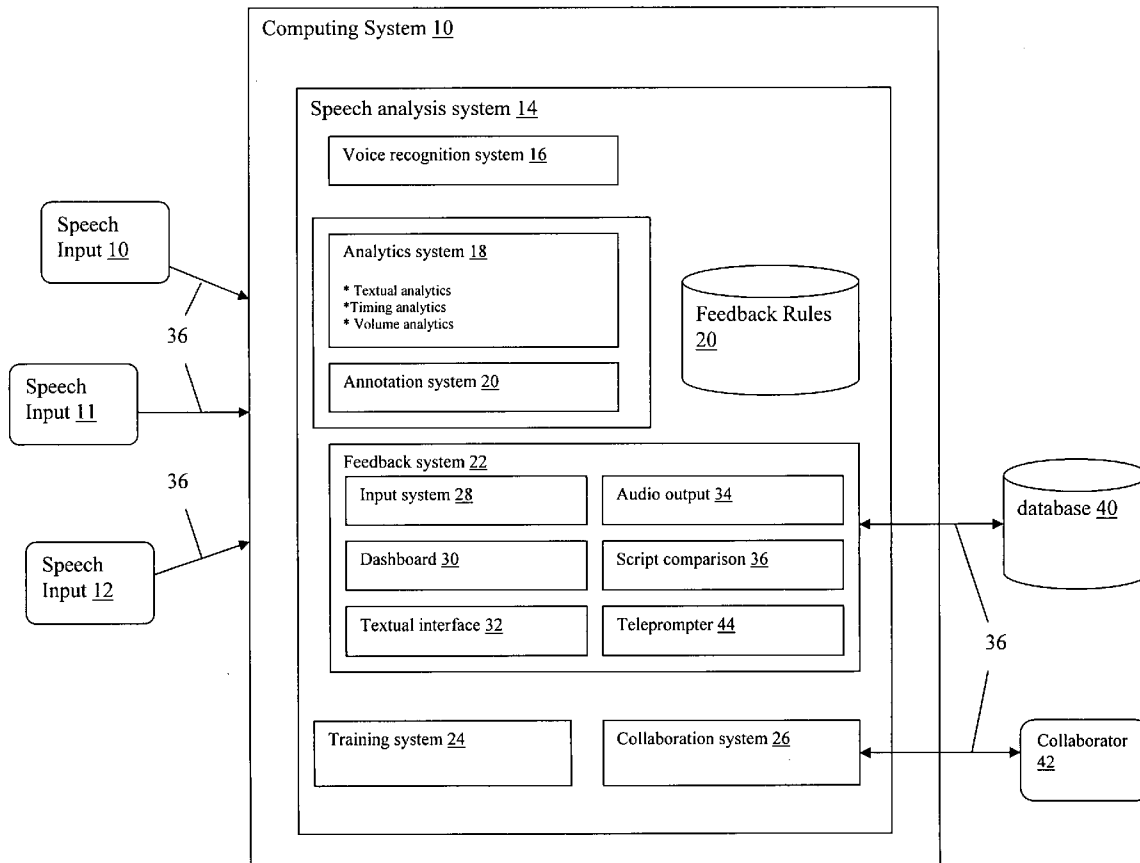 Computing System 10
Speech analysis system 14
Voice recognition system 16
Analytics system 18
* Textual analytics
*Timing analytics
* Volume analytics
Annotation system 20
Feedback Rules
20
Feedback system 22
Input system 28
Audio output 34
Dashboard 30
Script comparison 36
Textual interface 32
Teleprompter 44
Training system 24
Collaboration system 26
Speech
Input 10
36
Speech
Input 11
36
Speech
Input 12
database 40
36
Collaborator
42